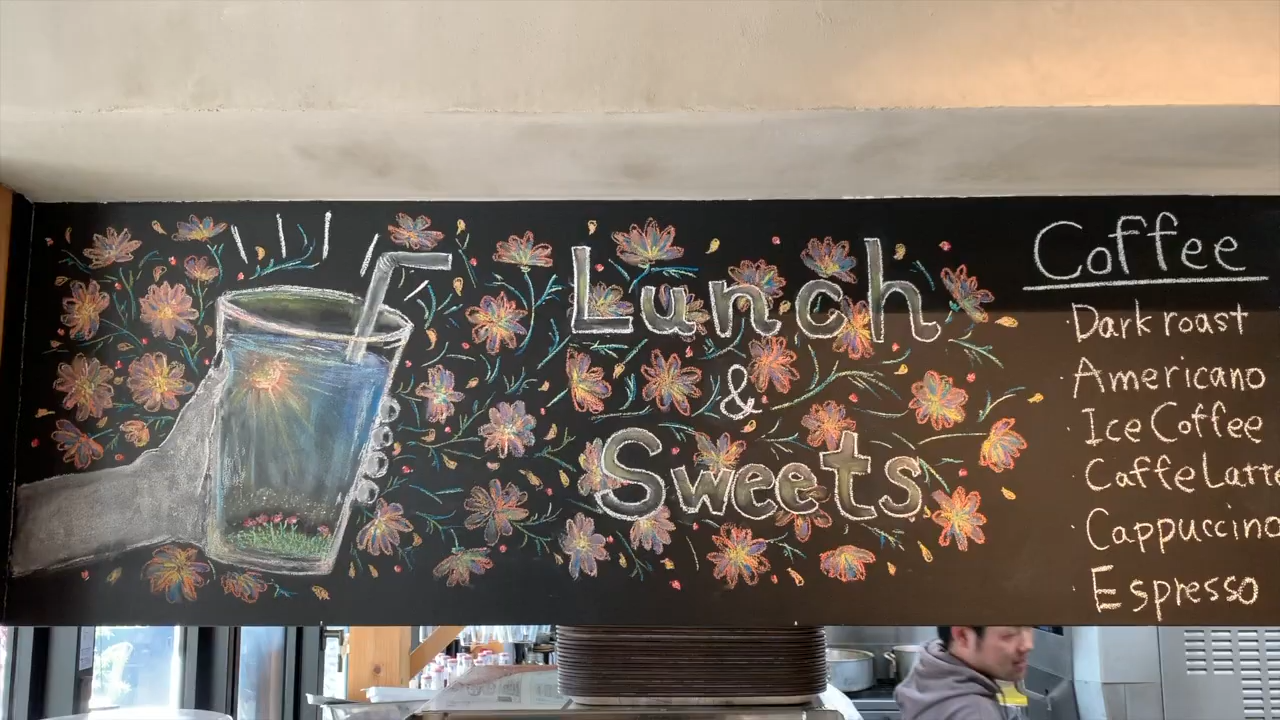 Lunch
&
Sweets
Coffee
·Dark roast
·Americano
·Ice Coffee
·Caffe Latte
·Cappuccino
·Espresso